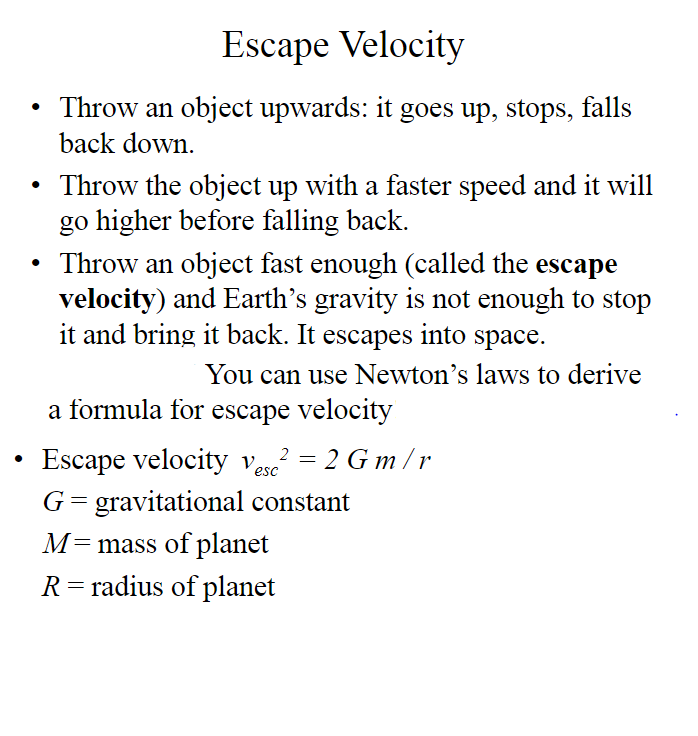 Escape Velocity
• Throw an object upwards: it goes up, stops, falls
back down.
• Throw the object up with a faster speed and it will
go higher before falling back.
• Throw an object fast enough (called the escape
velocity) and Earth's gravity is not enough to stop
it and bring it back. It escapes into space.
You can use Newton's laws to derive
a formula for escape velocity
• Escape velocity vesc² = 2 G m / r
G = gravitational constant
M = mass of planet
R = radius of planet